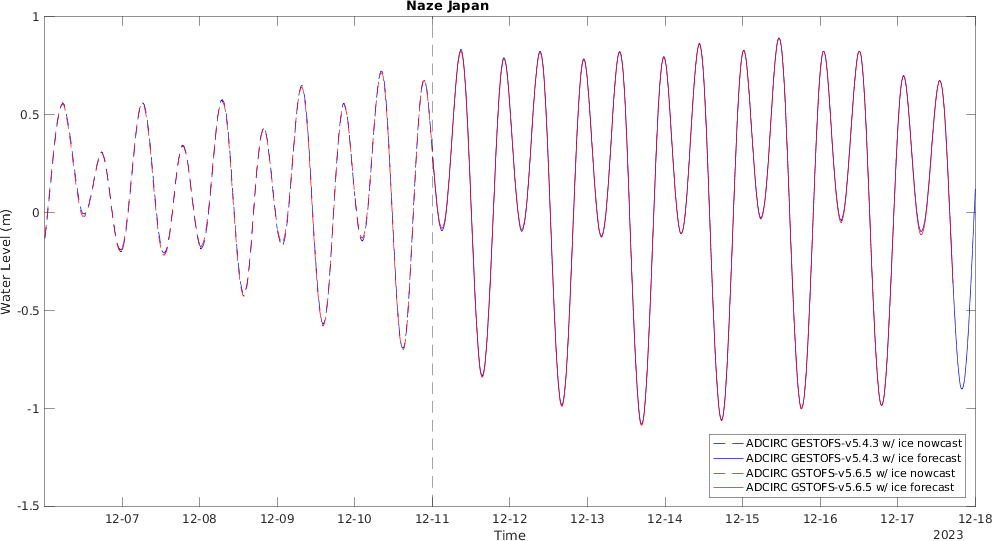 Naze Japan
1
0.5
0
-0.5
-1
-1.5
Water Level (m)
ADCIRC GESTOFS-v5.4.3 w/ ice nowcast
ADCIRC GESTOFS-v5.4.3 w/ ice forecast
ADCIRC GSTOFS-v5.6.5 w/ ice nowcast
ADCIRC GSTOFS-v5.6.5 w/ ice forecast
12-07 12-08 12-09 12-10 12-11 12-12 12-13 12-14 12-15 12-16 12-17 12-18
Time
2023